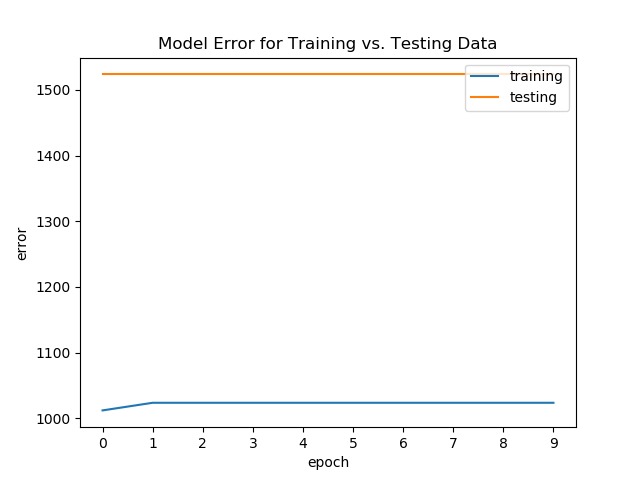 Model Error for Training vs. Testing Data
training
testing
1500
1400
1300
1200
1100
1000
error
0 1 2 3 4 5 6 7 8 9
epoch